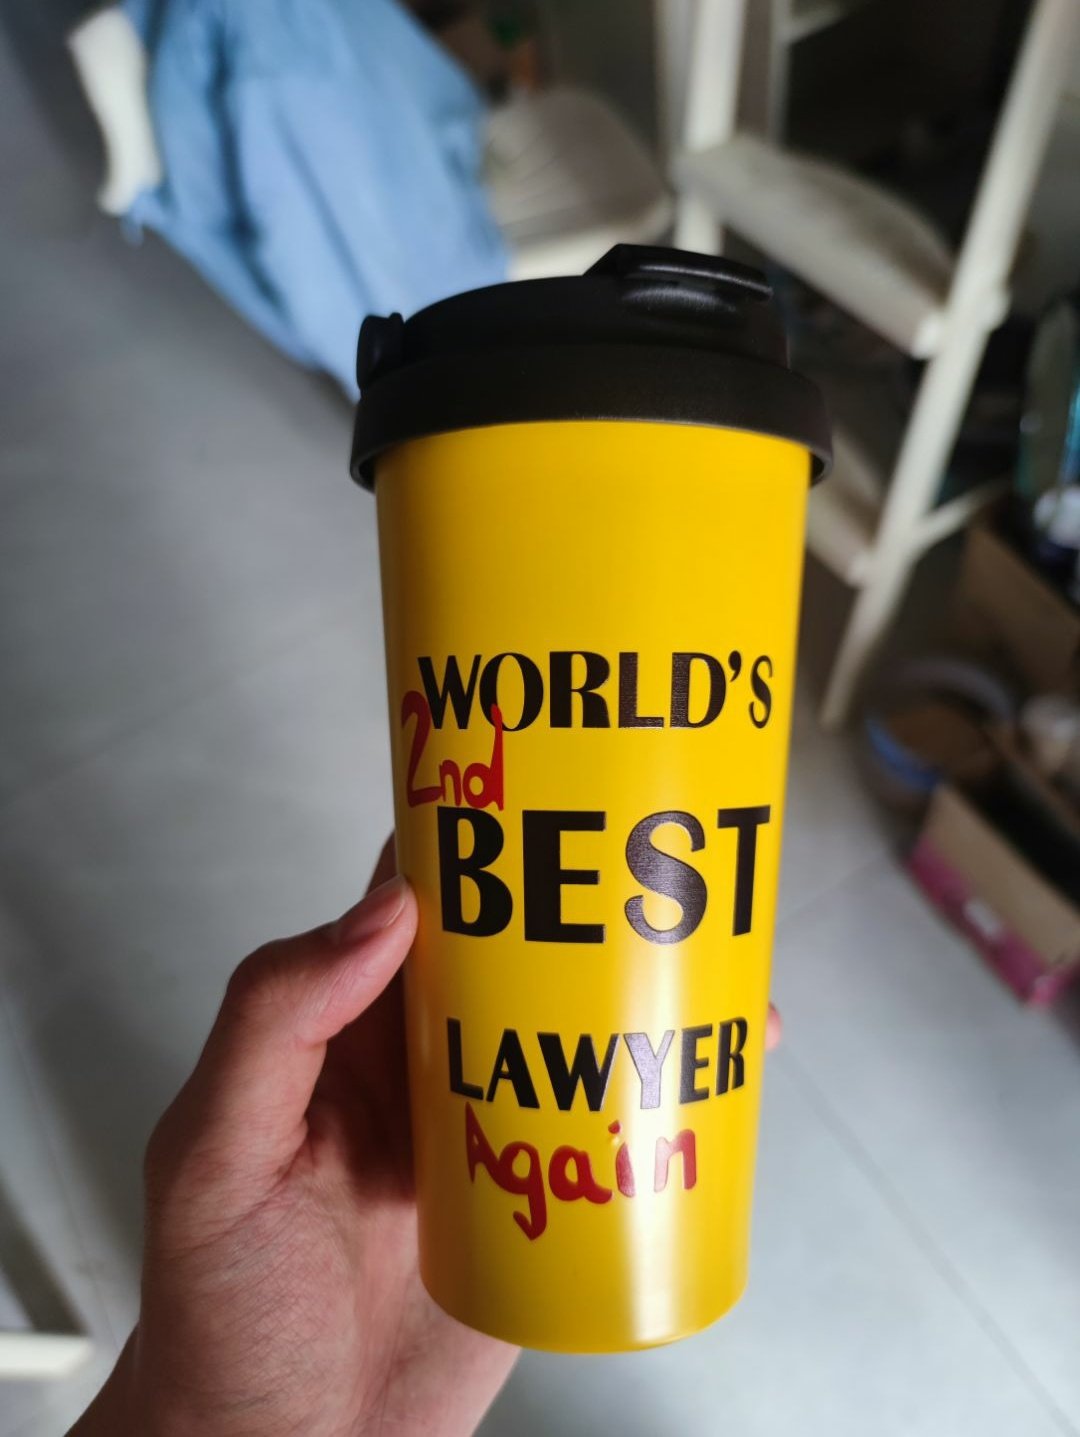 WORLD'S
2nd
BEST
LAWYER
Again